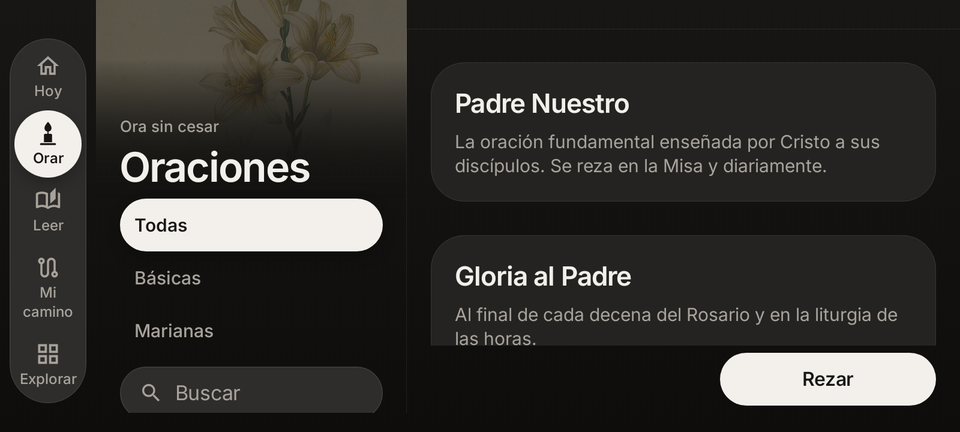 Hoy
Orar
Leer
Mi
camino
Explorar
Ora sin cesar
Oraciones
Todas
Básicas
Marianas
Buscar
Padre Nuestro
La oración fundamental enseñada por Cristo a sus
discípulos. Se reza en la Misa y diariamente.
Gloria al Padre
Al final de cada decena del Rosario y en la liturgia de
las horas.
Rezar